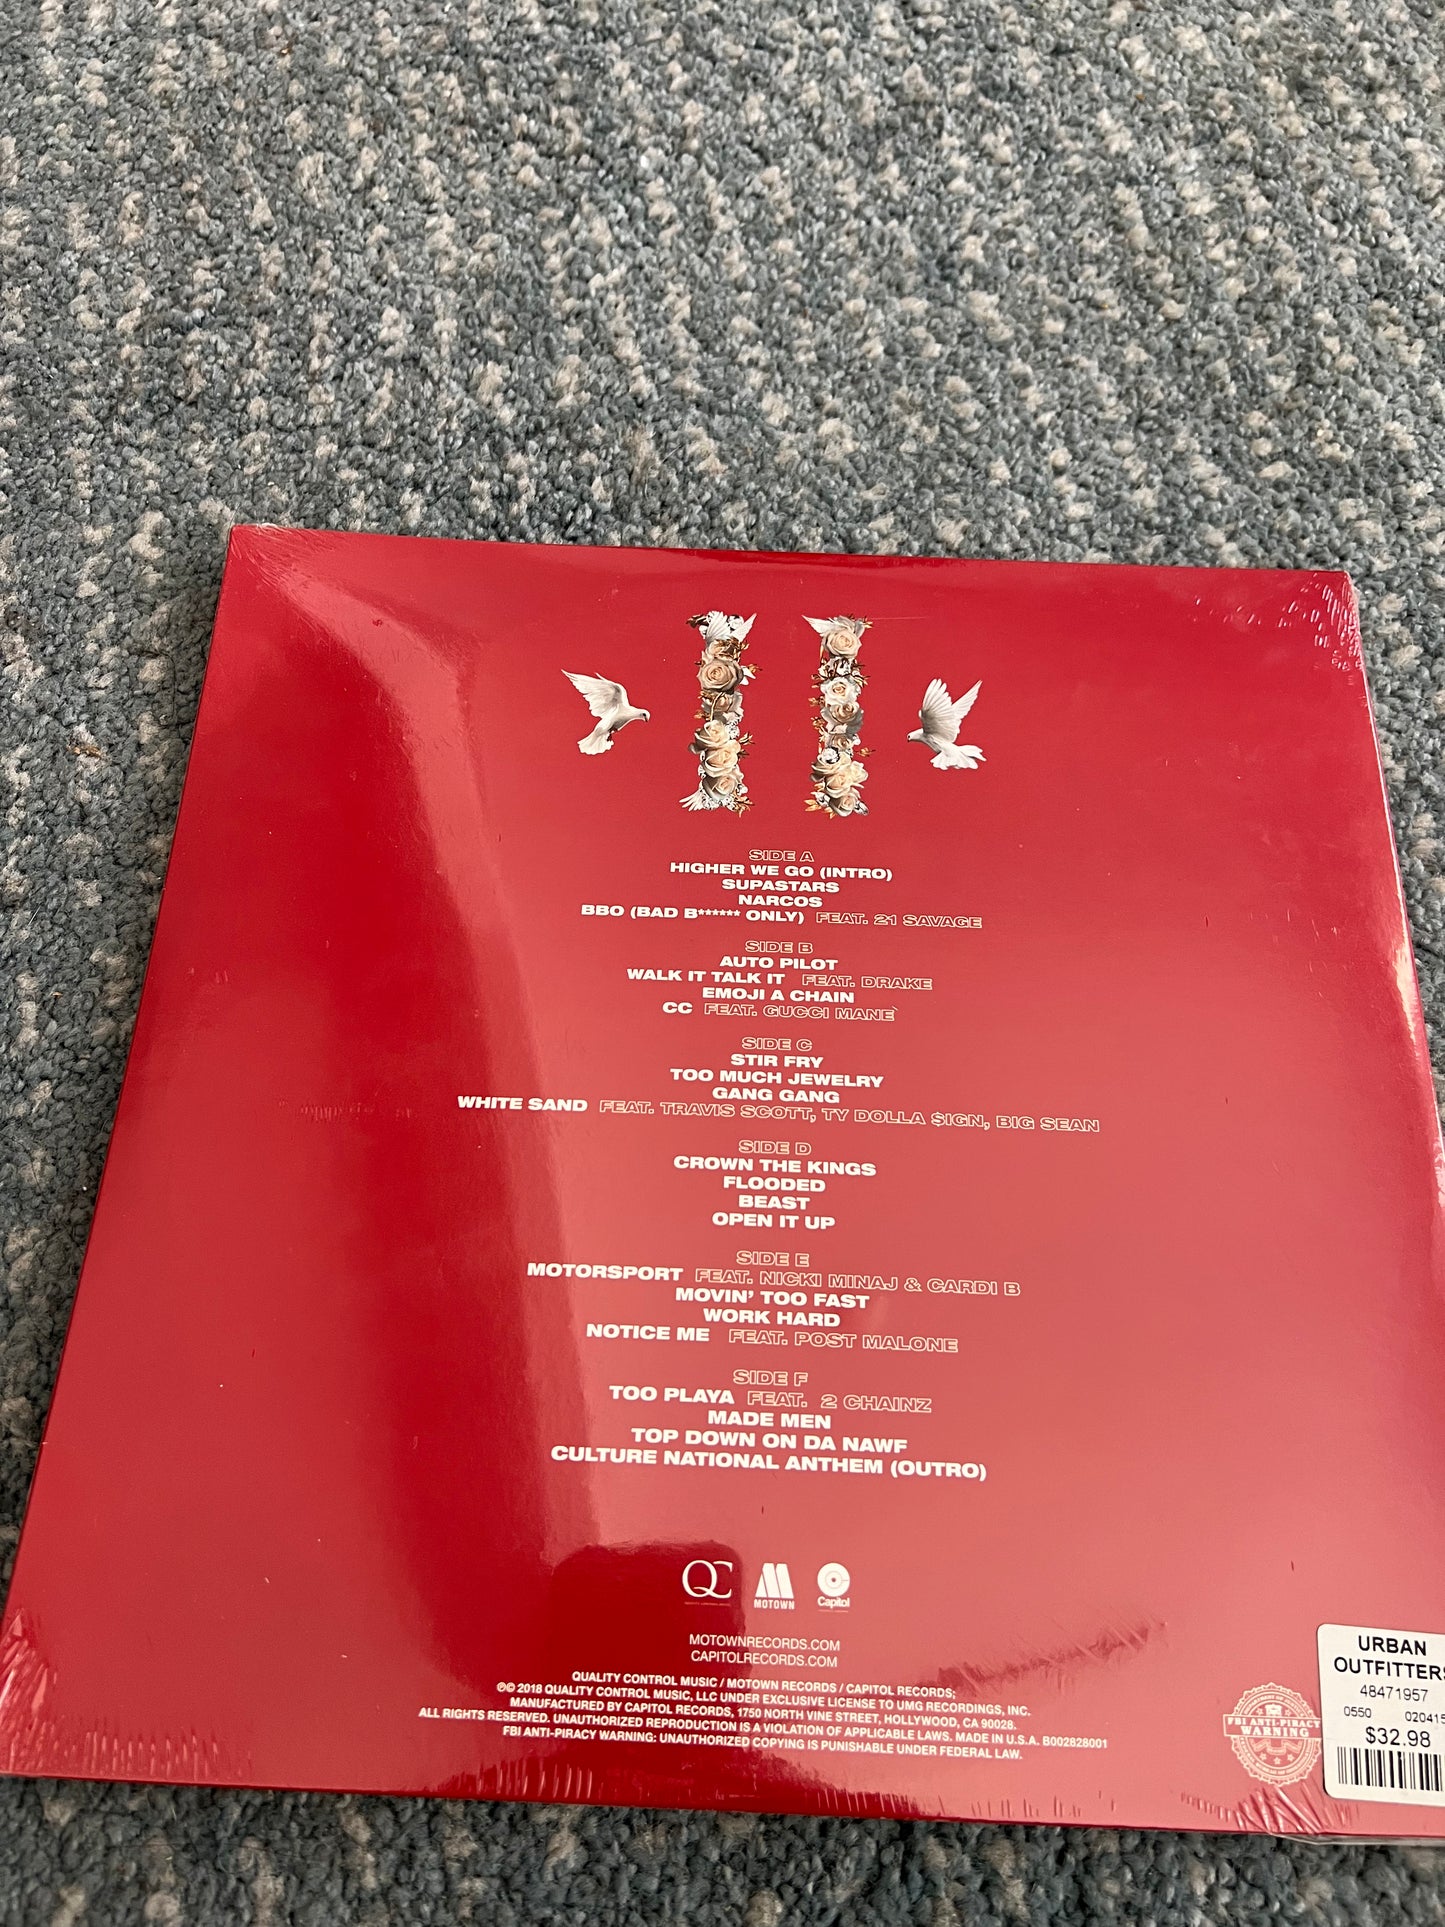 SIDE A
HIGHER WE GO (INTRO)
SUPASTARS
NARCOS
BBO (BAD B****** ONLY) FEAT. 21 SAVAGE
SIDE B
AUTO PILOT
WALK IT TALK IT FEAT. DRAKE
EMOJI A CHAIN
CC FEAT. GUCCI MANE
SIDE C
STIR FRY
TOO MUCH JEWELRY
GANG GANG
WHITE SAND FEAT. TRAVIS SCOTT, TY DOLLA $IGN, BIG SEAN
SIDE D
CROWN THE KINGS
FLOODED
BEAST
OPEN IT UP
SIDE E
MOTORSPORT FEAT. NICKI MINAJ & CARDI B
MOVIN' TOO FAST
WORK HARD
NOTICE ME FEAT. POST MALONE
SIDE F
TOO PLAYA FEAT. 2 CHAINZ
MADE MEN
TOP DOWN ON DA NAWF
CULTURE NATIONAL ANTHEM (OUTRO)
QC MOTOWN Capitol
MOTOWNRECORDS.COM
CAPITOLRECORDS.COM
QUALITY CONTROL MUSIC / MOTOWN RECORDS / CAPITOL RECORDS;
℗© 2018 QUALITY CONTROL MUSIC, LLC UNDER EXCLUSIVE LICENSE TO UMG RECORDINGS, INC.
MANUFACTURED BY CAPITOL RECORDS, 1750 NORTH VINE STREET, HOLLYWOOD, CA 90028.
ALL RIGHTS RESERVED. UNAUTHORIZED REPRODUCTION IS A VIOLATION OF APPLICABLE LAWS. MADE IN U.S.A. B002828001
FBI ANTI-PIRACY WARNING: UNAUTHORIZED COPYING IS PUNISHABLE UNDER FEDERAL LAW.
FBI ANTI-PIRACY
WARNING
URBAN
OUTFITTERS
48471957
0550 020415
$32.98